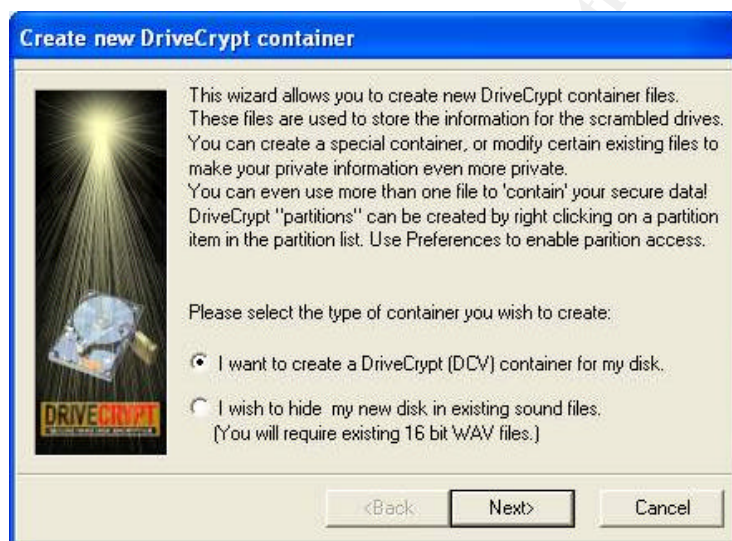 Create new DriveCrypt container
This wizard allows you to create new DriveCrypt container files.
These files are used to store the information for the scrambled drives.
You can create a special container, or modify certain existing files to
make your private information even more private.
You can even use more than one file to 'contain' your secure data!
DriveCrypt "partitions" can be created by right clicking on a partition
item in the partition list. Use Preferences to enable parition access.
Please select the type of container you wish to create:
I want to create a DriveCrypt (DCV) container for my disk.
I wish to hide my new disk in existing sound files.
(You will require existing 16 bit WAV files.)
DRIVECRYPT
<Back
Next>
Cancel